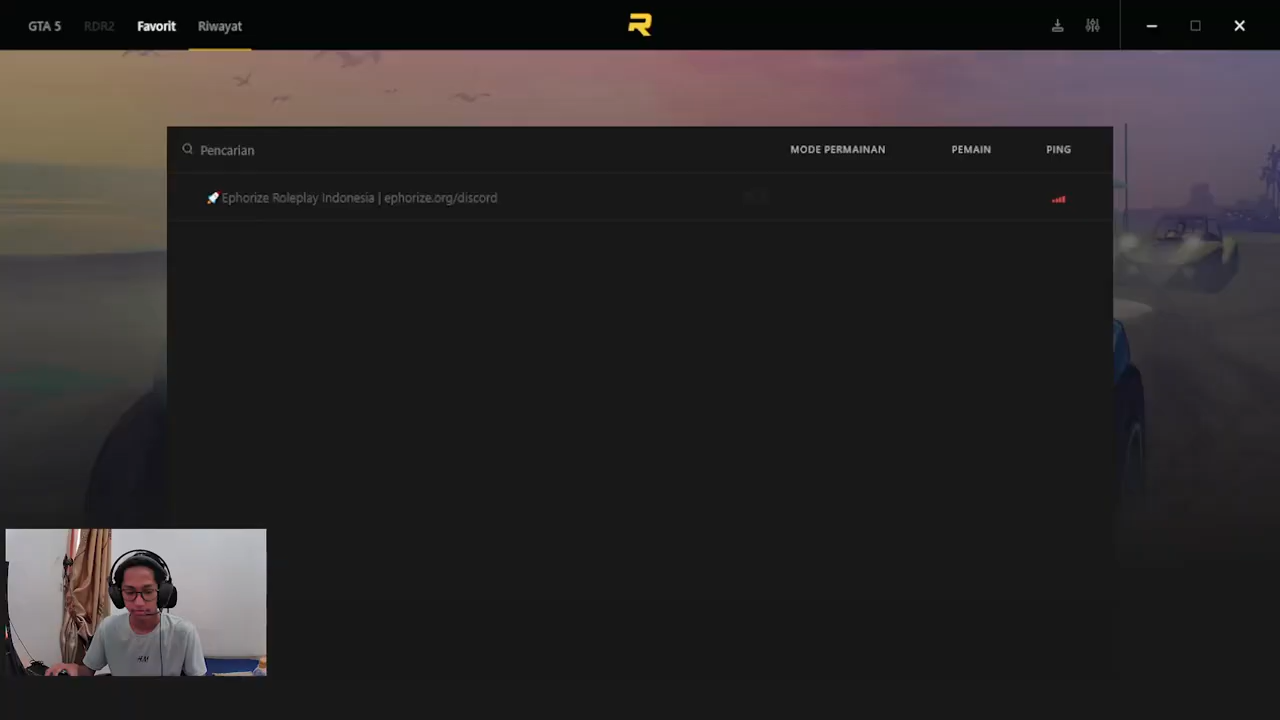 GTA 5 RDR2 Favorit Riwayat
Pencarian MODE PERMAINAN PEMAIN PING
Ephorize Roleplay Indonesia | ephorize.org/discord